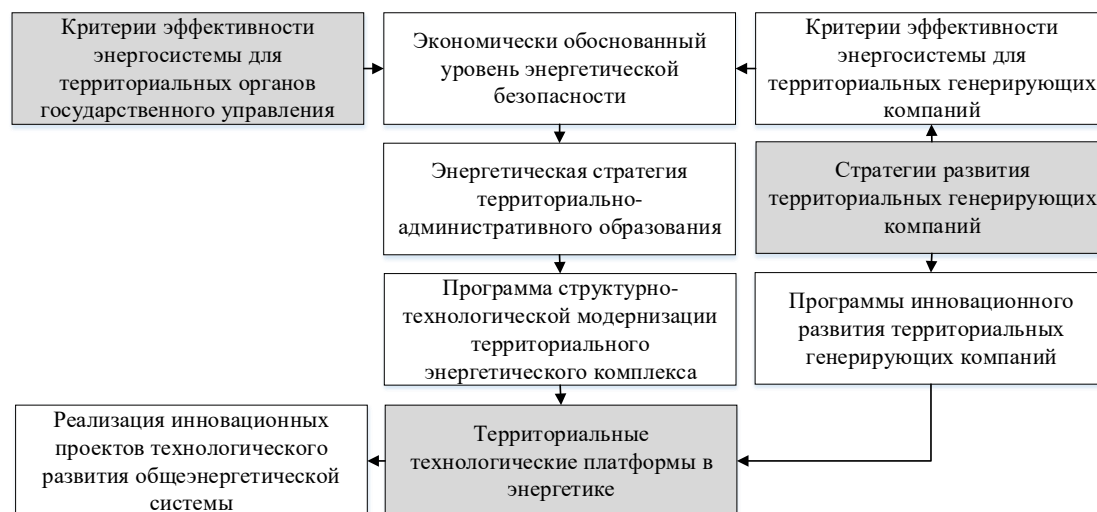 Критерии эффективности
энергосистемы для
территориальных органов
государственного управления
Экономически обоснованный
уровень энергетической
безопасности
Критерии эффективности
энергосистемы для
территориальных генерирующих
компаний
Энергетическая стратегия
территориально-
административного образования
Стратегии развития
территориальных генерирующих
компаний
Программа структурно-
технологической модернизации
территориального
энергетического комплекса
Программы инновационного
развития территориальных
генерирующих компаний
Реализация инновационных
проектов технологического
развития общеэнергетической
системы
Территориальные
технологические платформы в
энергетике